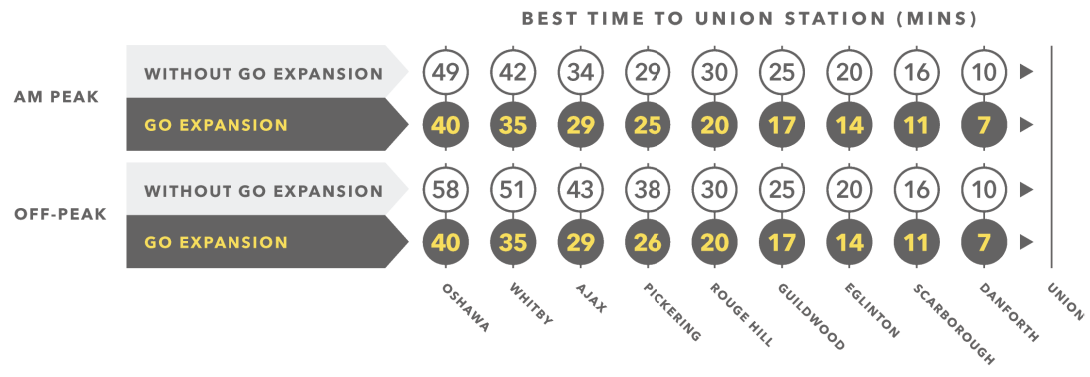 BEST TIME TO UNION STATION (MINS)
AM PEAK
WITHOUT GO EXPANSION 49 42 34 29 30 25 20 16 10
GO EXPANSION 40 35 29 25 20 17 14 11 7
OFF-PEAK
WITHOUT GO EXPANSION 58 51 43 38 30 25 20 16 10
GO EXPANSION 40 35 29 26 20 17 14 11 7
OSHAWA WHITBY AJAX PICKERING ROUGE HILL GUILDWOOD EGLINTON SCARBOROUGH DANFORTH UNION